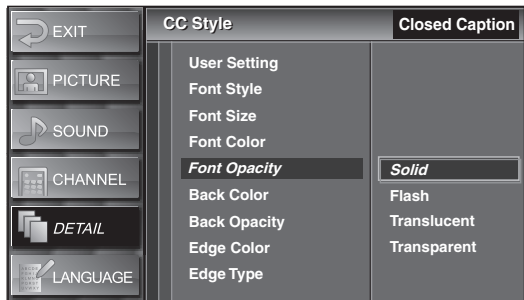 EXIT
PICTURE
SOUND
CHANNEL
DETAIL
LANGUAGE
CC Style
Closed Caption
User Setting
Font Style
Font Size
Font Color
Font Opacity
Back Color
Back Opacity
Edge Color
Edge Type
Solid
Flash
Translucent
Transparent